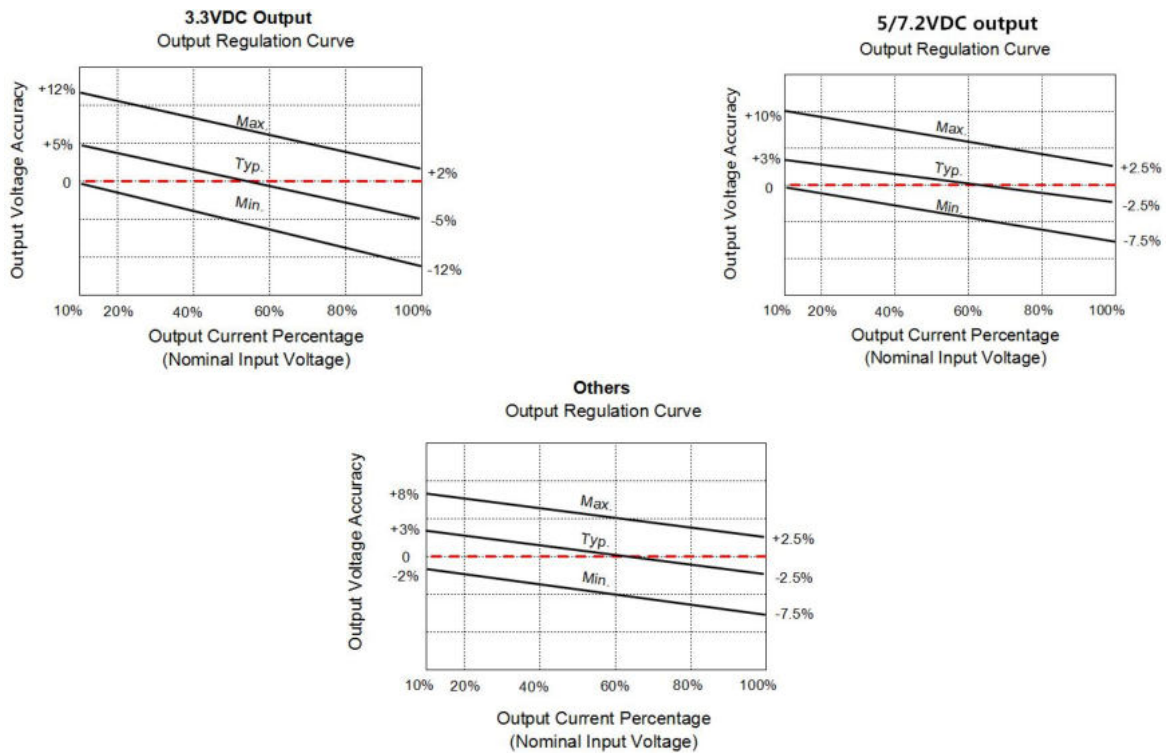 3.3VDC Output
Output Regulation Curve
Output Voltage Accuracy
+12%
+5%
0
Max.
Typ.
Min.
+2%
-5%
-12%
10% 20% 40% 60% 80% 100%
Output Current Percentage
(Nominal Input Voltage)
5/7.2VDC output
Output Regulation Curve
Output Voltage Accuracy
+10%
+3%
0
Max.
Typ.
Min.
+2.5%
-2.5%
-7.5%
10% 20% 40% 60% 80% 100%
Output Current Percentage
(Nominal Input Voltage)
Others
Output Regulation Curve
Output Voltage Accuracy
+8%
+3%
0
-2%
Max.
Typ.
Min.
+2.5%
-2.5%
-7.5%
10% 20% 40% 60% 80% 100%
Output Current Percentage
(Nominal Input Voltage)